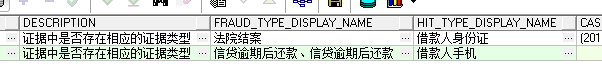 DESCRIPTION FRAUD_TYPE_DISPLAY_NAME HIT_TYPE_DISPLAY_NAME CAS
证据中是否存在相应的证据类型 ··· 法院结案 ··· 借款人身份证 ··· (201
证据中是否存在相应的证据类型 ··· 信贷逾期后还款、信贷逾期后还款 ··· 借款人手机 ···